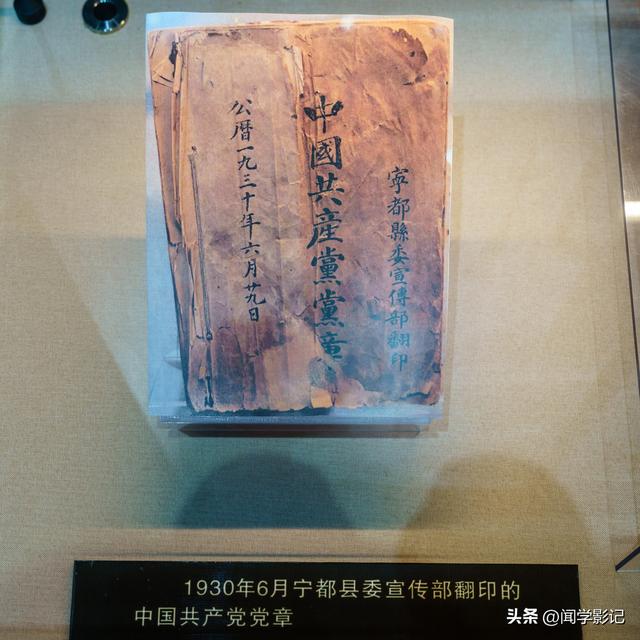 寧都縣委宣傳部翻印
中國共產黨黨章
公曆一九三十年六月廿九日
1930年6月宁都县委宣传部翻印的
中国共产党党章
头条 @闻学影记